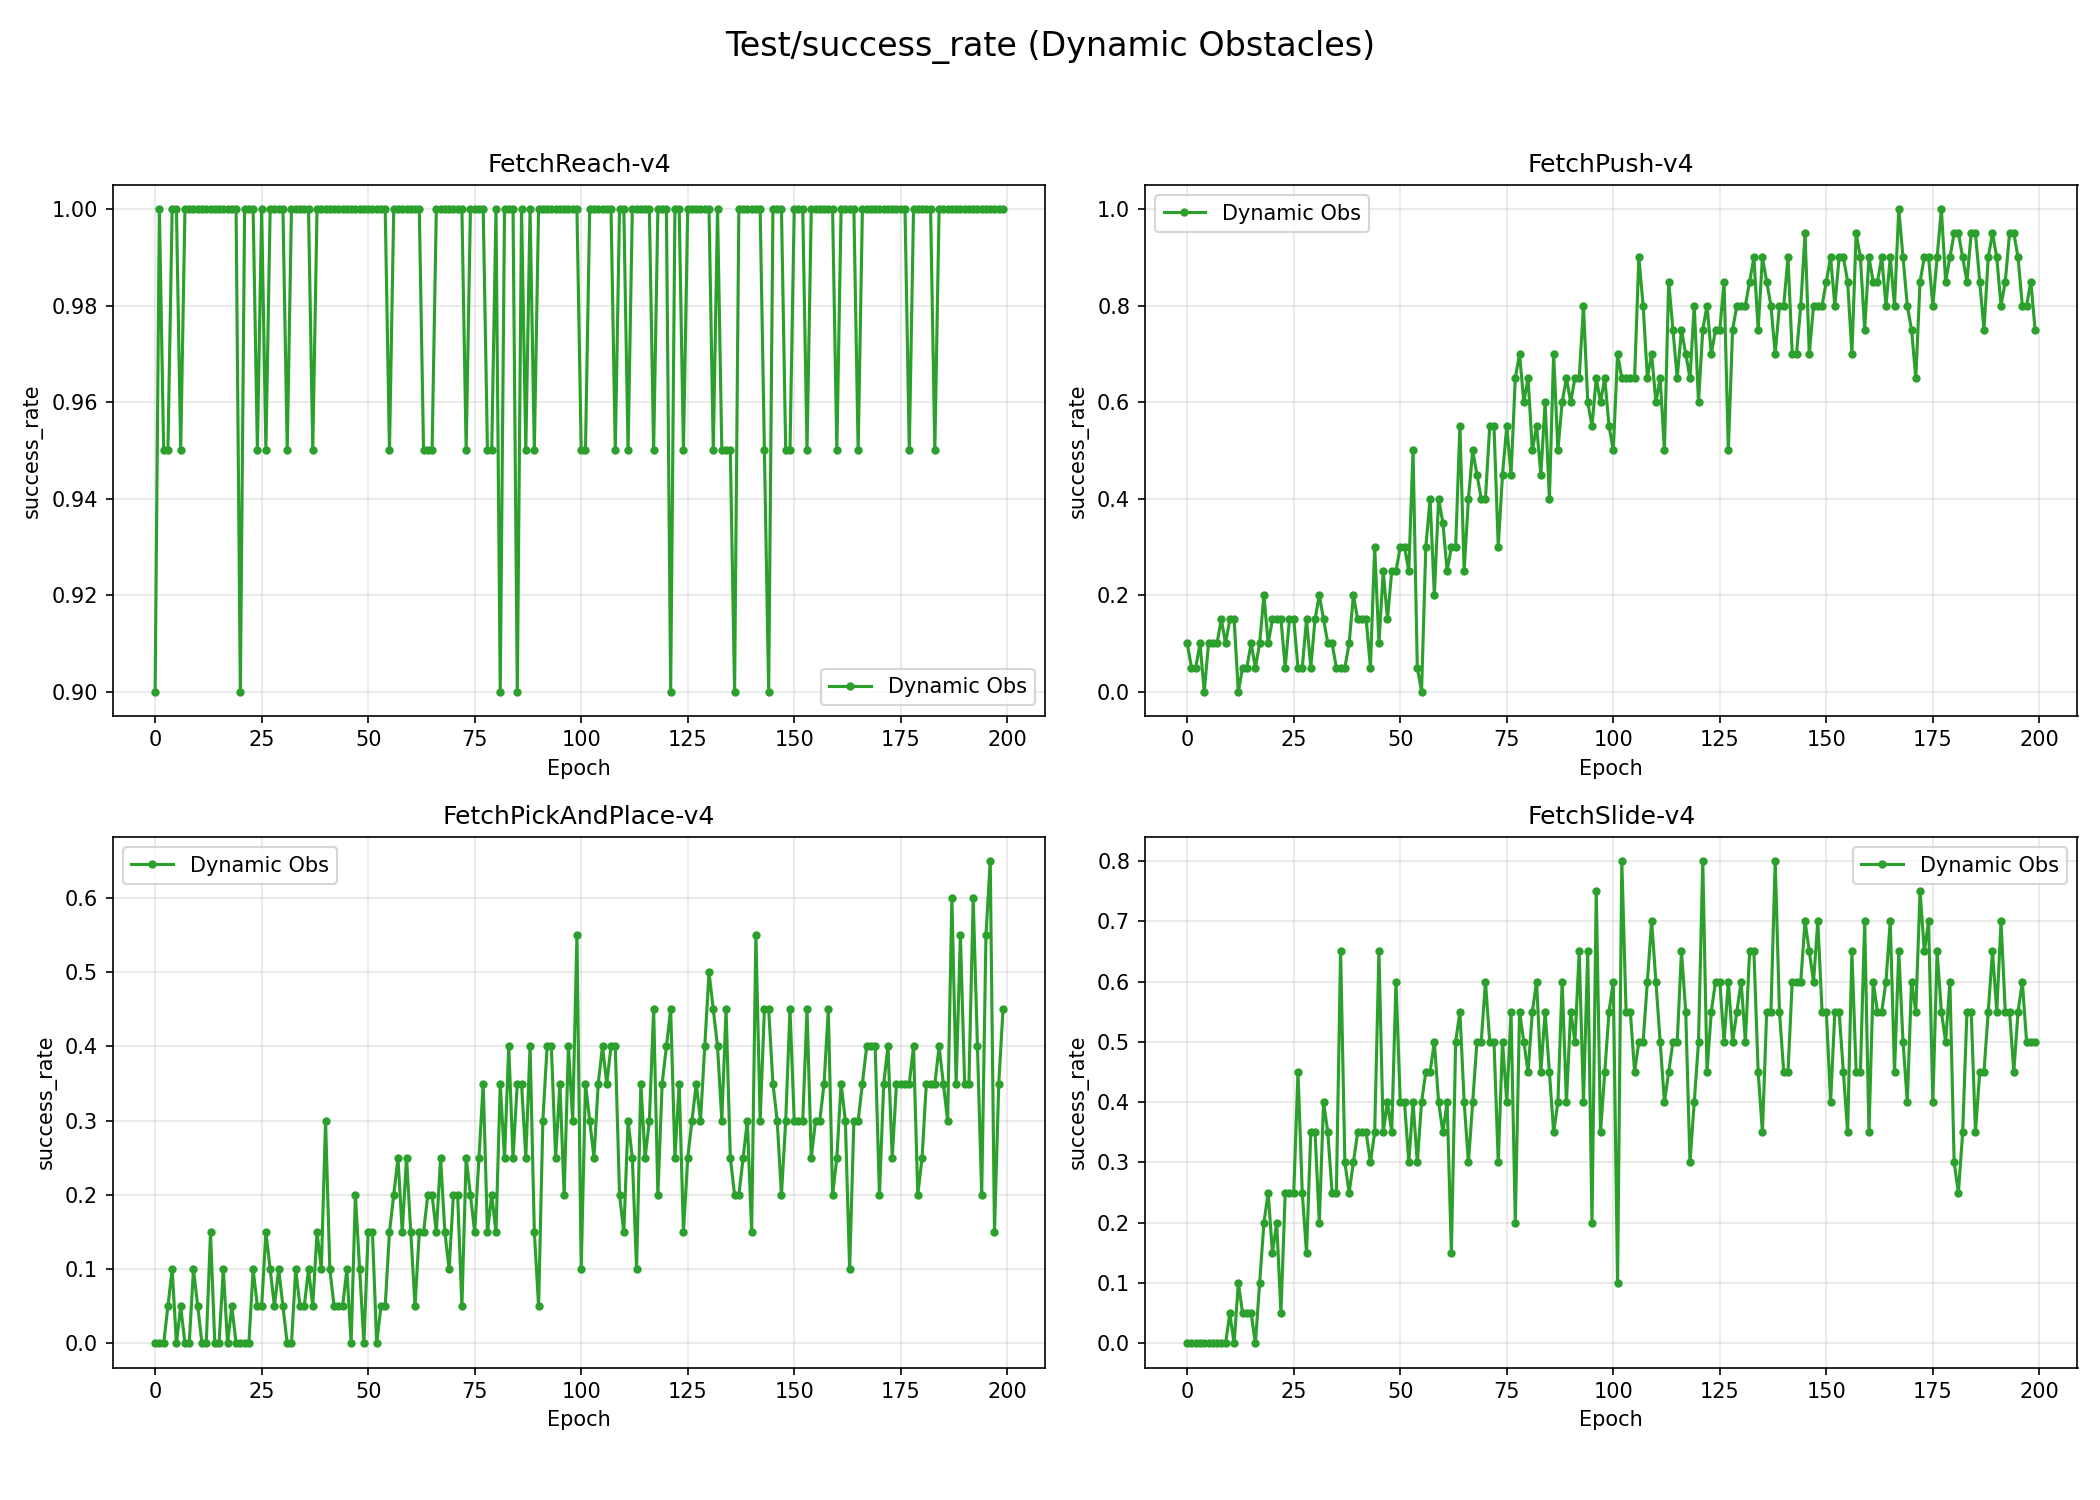 Test/success_rate (Dynamic Obstacles)
FetchReach-v4
success_rate
1.00
0.98
0.96
0.94
0.92
0.90
Dynamic Obs
0 25 50 75 100 125 150 175 200
Epoch
FetchPush-v4
success_rate
1.0
0.8
0.6
0.4
0.2
0.0
Dynamic Obs
0 25 50 75 100 125 150 175 200
Epoch
FetchPickAndPlace-v4
success_rate
Dynamic Obs
0.6
0.5
0.4
0.3
0.2
0.1
0.0
0 25 50 75 100 125 150 175 200
Epoch
FetchSlide-v4
success_rate
Dynamic Obs
0.8
0.7
0.6
0.5
0.4
0.3
0.2
0.1
0.0
0 25 50 75 100 125 150 175 200
Epoch